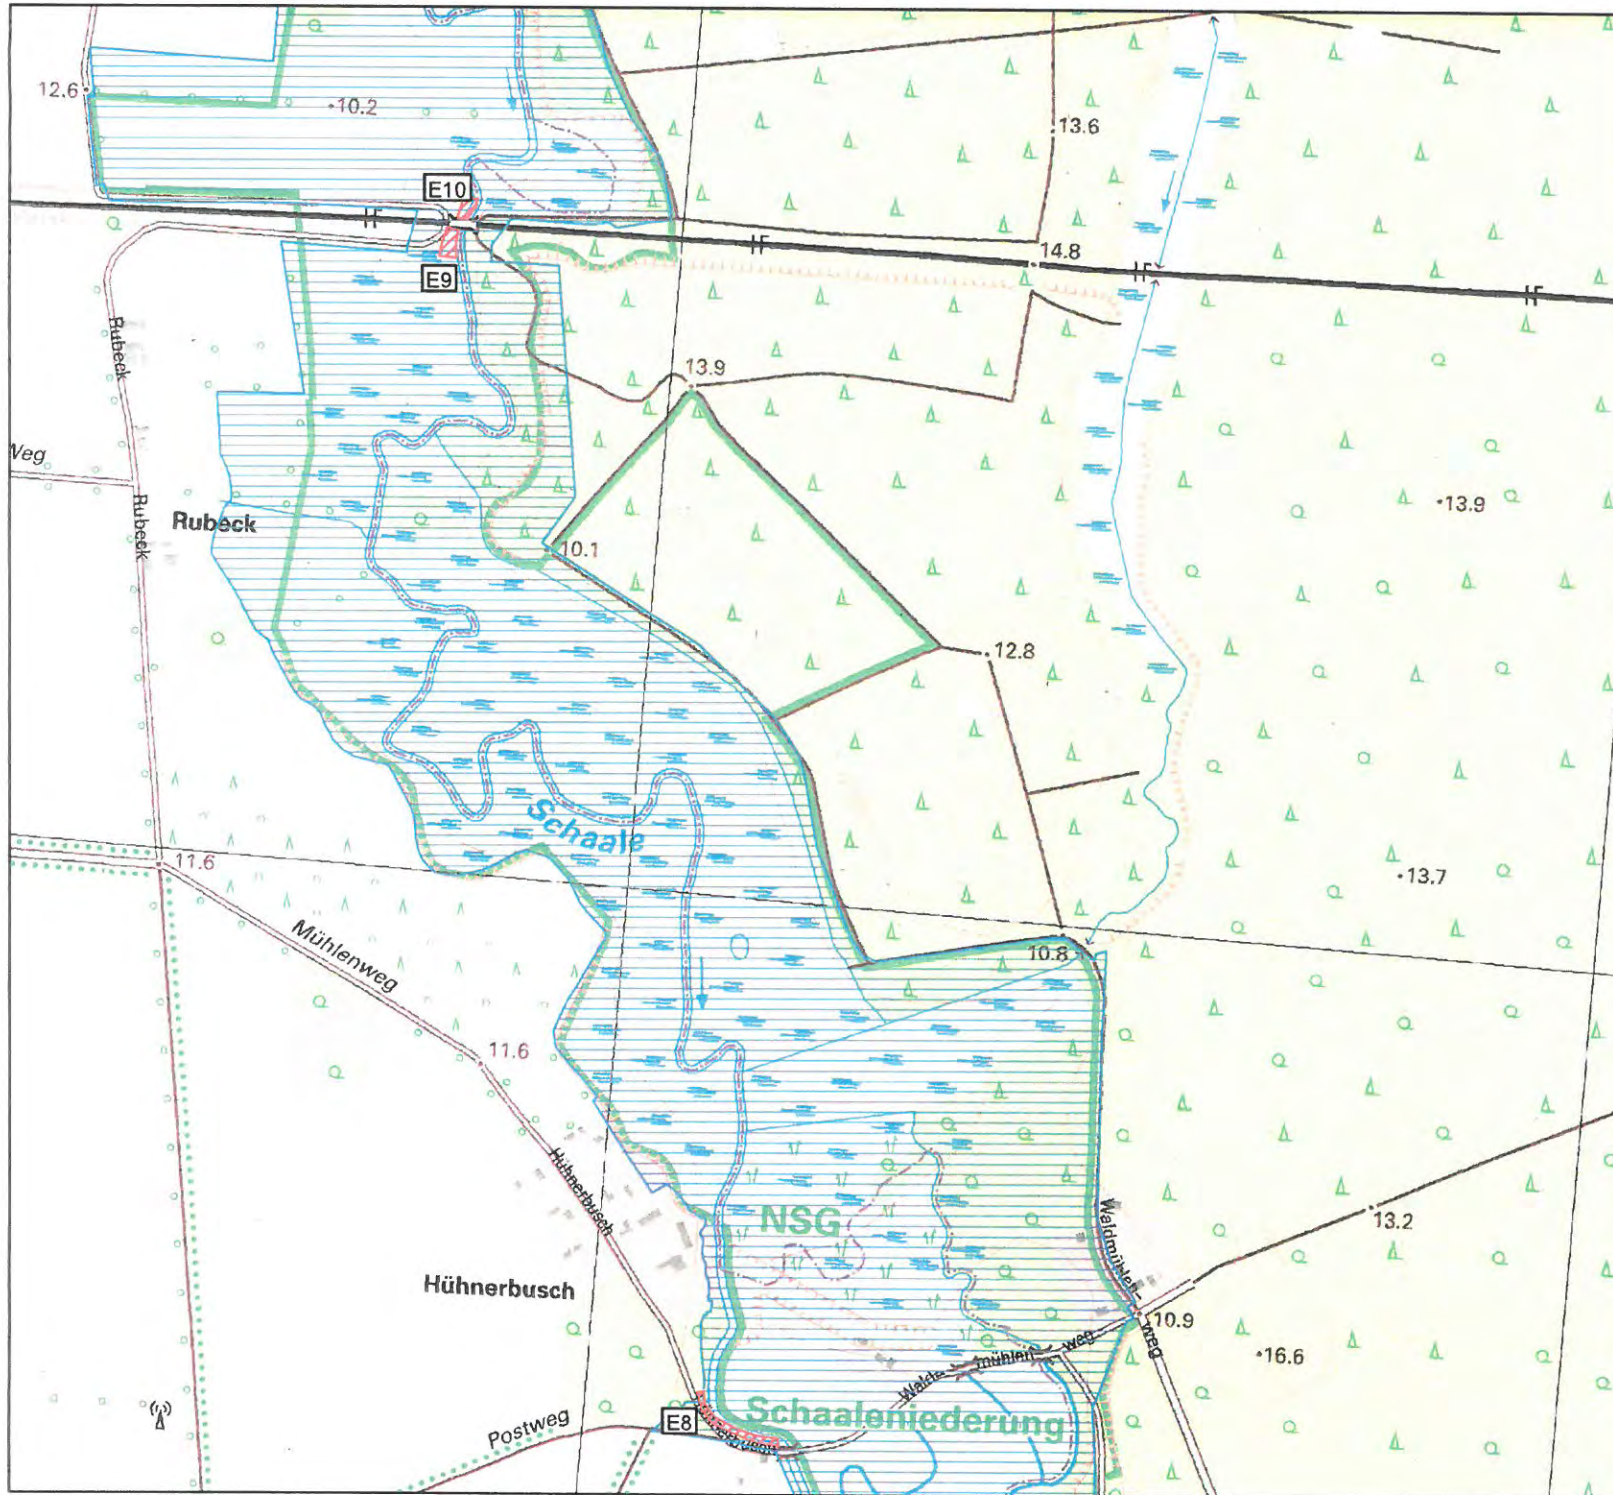 12.6
10.2
13.6
E10
14.8
E9
Rubeck
13.9
Weg
Rubeck
Rubeck
13.9
10.1
12.8
Schaale
11.6
13.7
Mühlenweg
10.8
11.6
Hühnerbusch
NSG
Waldmühlen-
weg
13.2
Hühnerbusch
10.9
16.6
Wald-
mühlen
weg
Schaaleniederung
E8
Postweg